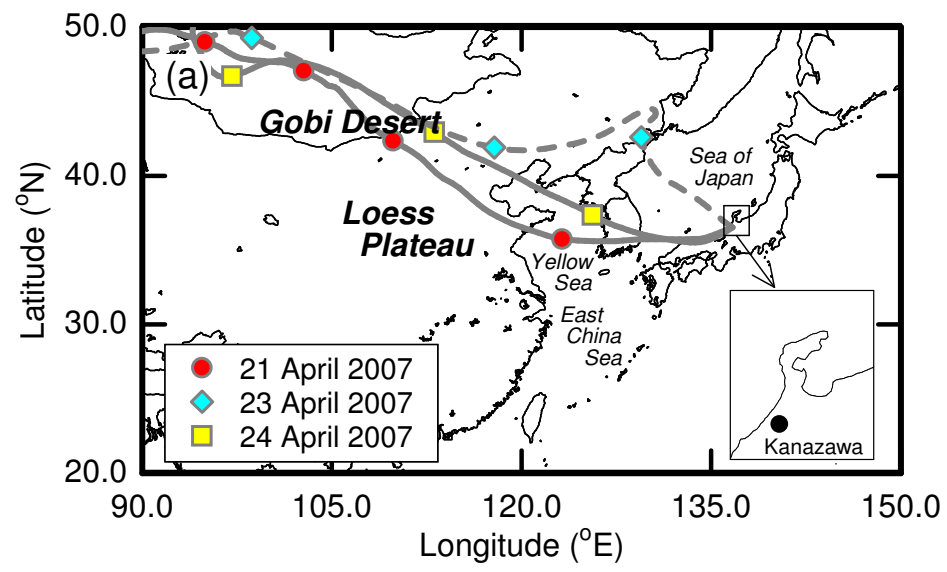 50.0
(a)
Gobi Desert
Sea of
Japan
40.0
Loess
Plateau
Yellow
Sea
East
China
Sea
30.0
21 April 2007
23 April 2007
24 April 2007
Kanazawa
20.0
90.0 105.0 120.0 135.0 150.0
Latitude (°N)
Longitude (°E)